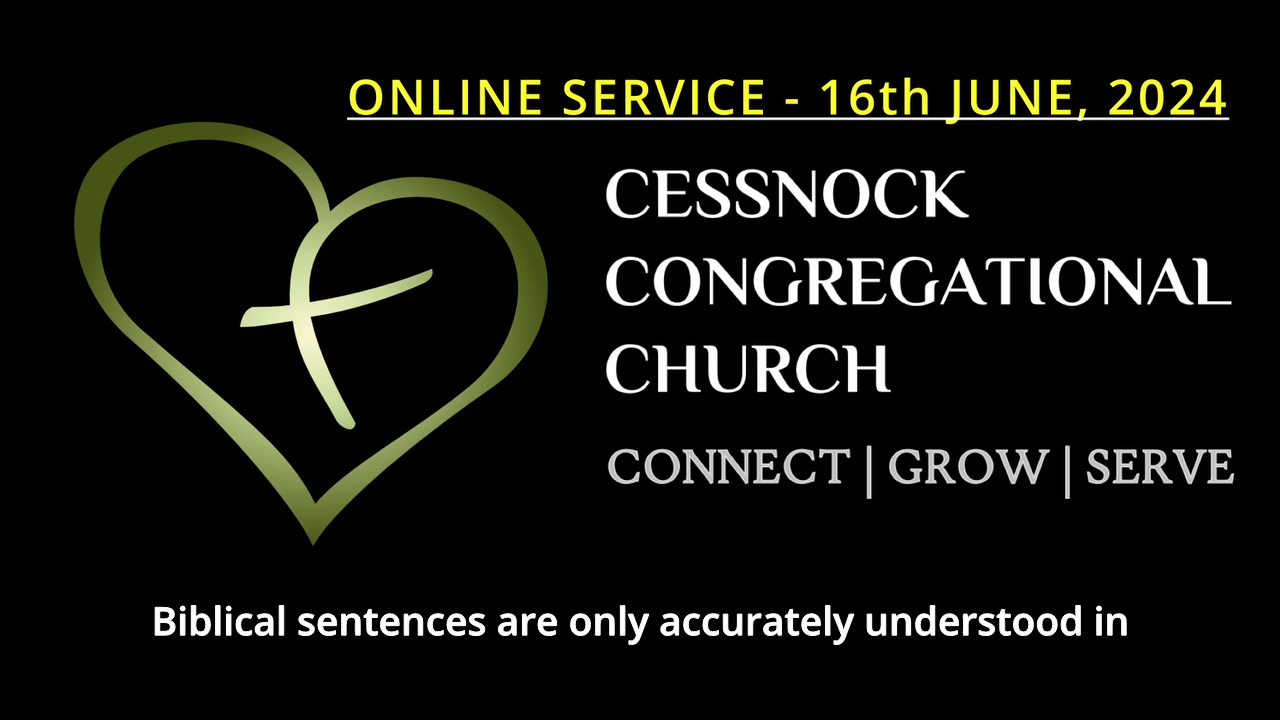 ONLINE SERVICE - 16th JUNE, 2024
CESSNOCK
CONGREGATIONAL
CHURCH
CONNECT | GROW | SERVE
Biblical sentences are only accurately understood in